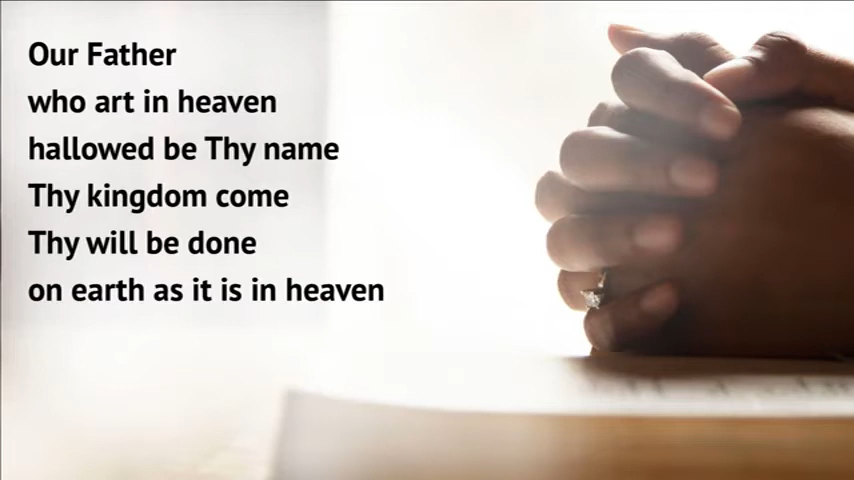 Our Father
who art in heaven
hallowed be Thy name
Thy kingdom come
Thy will be done
on earth as it is in heaven